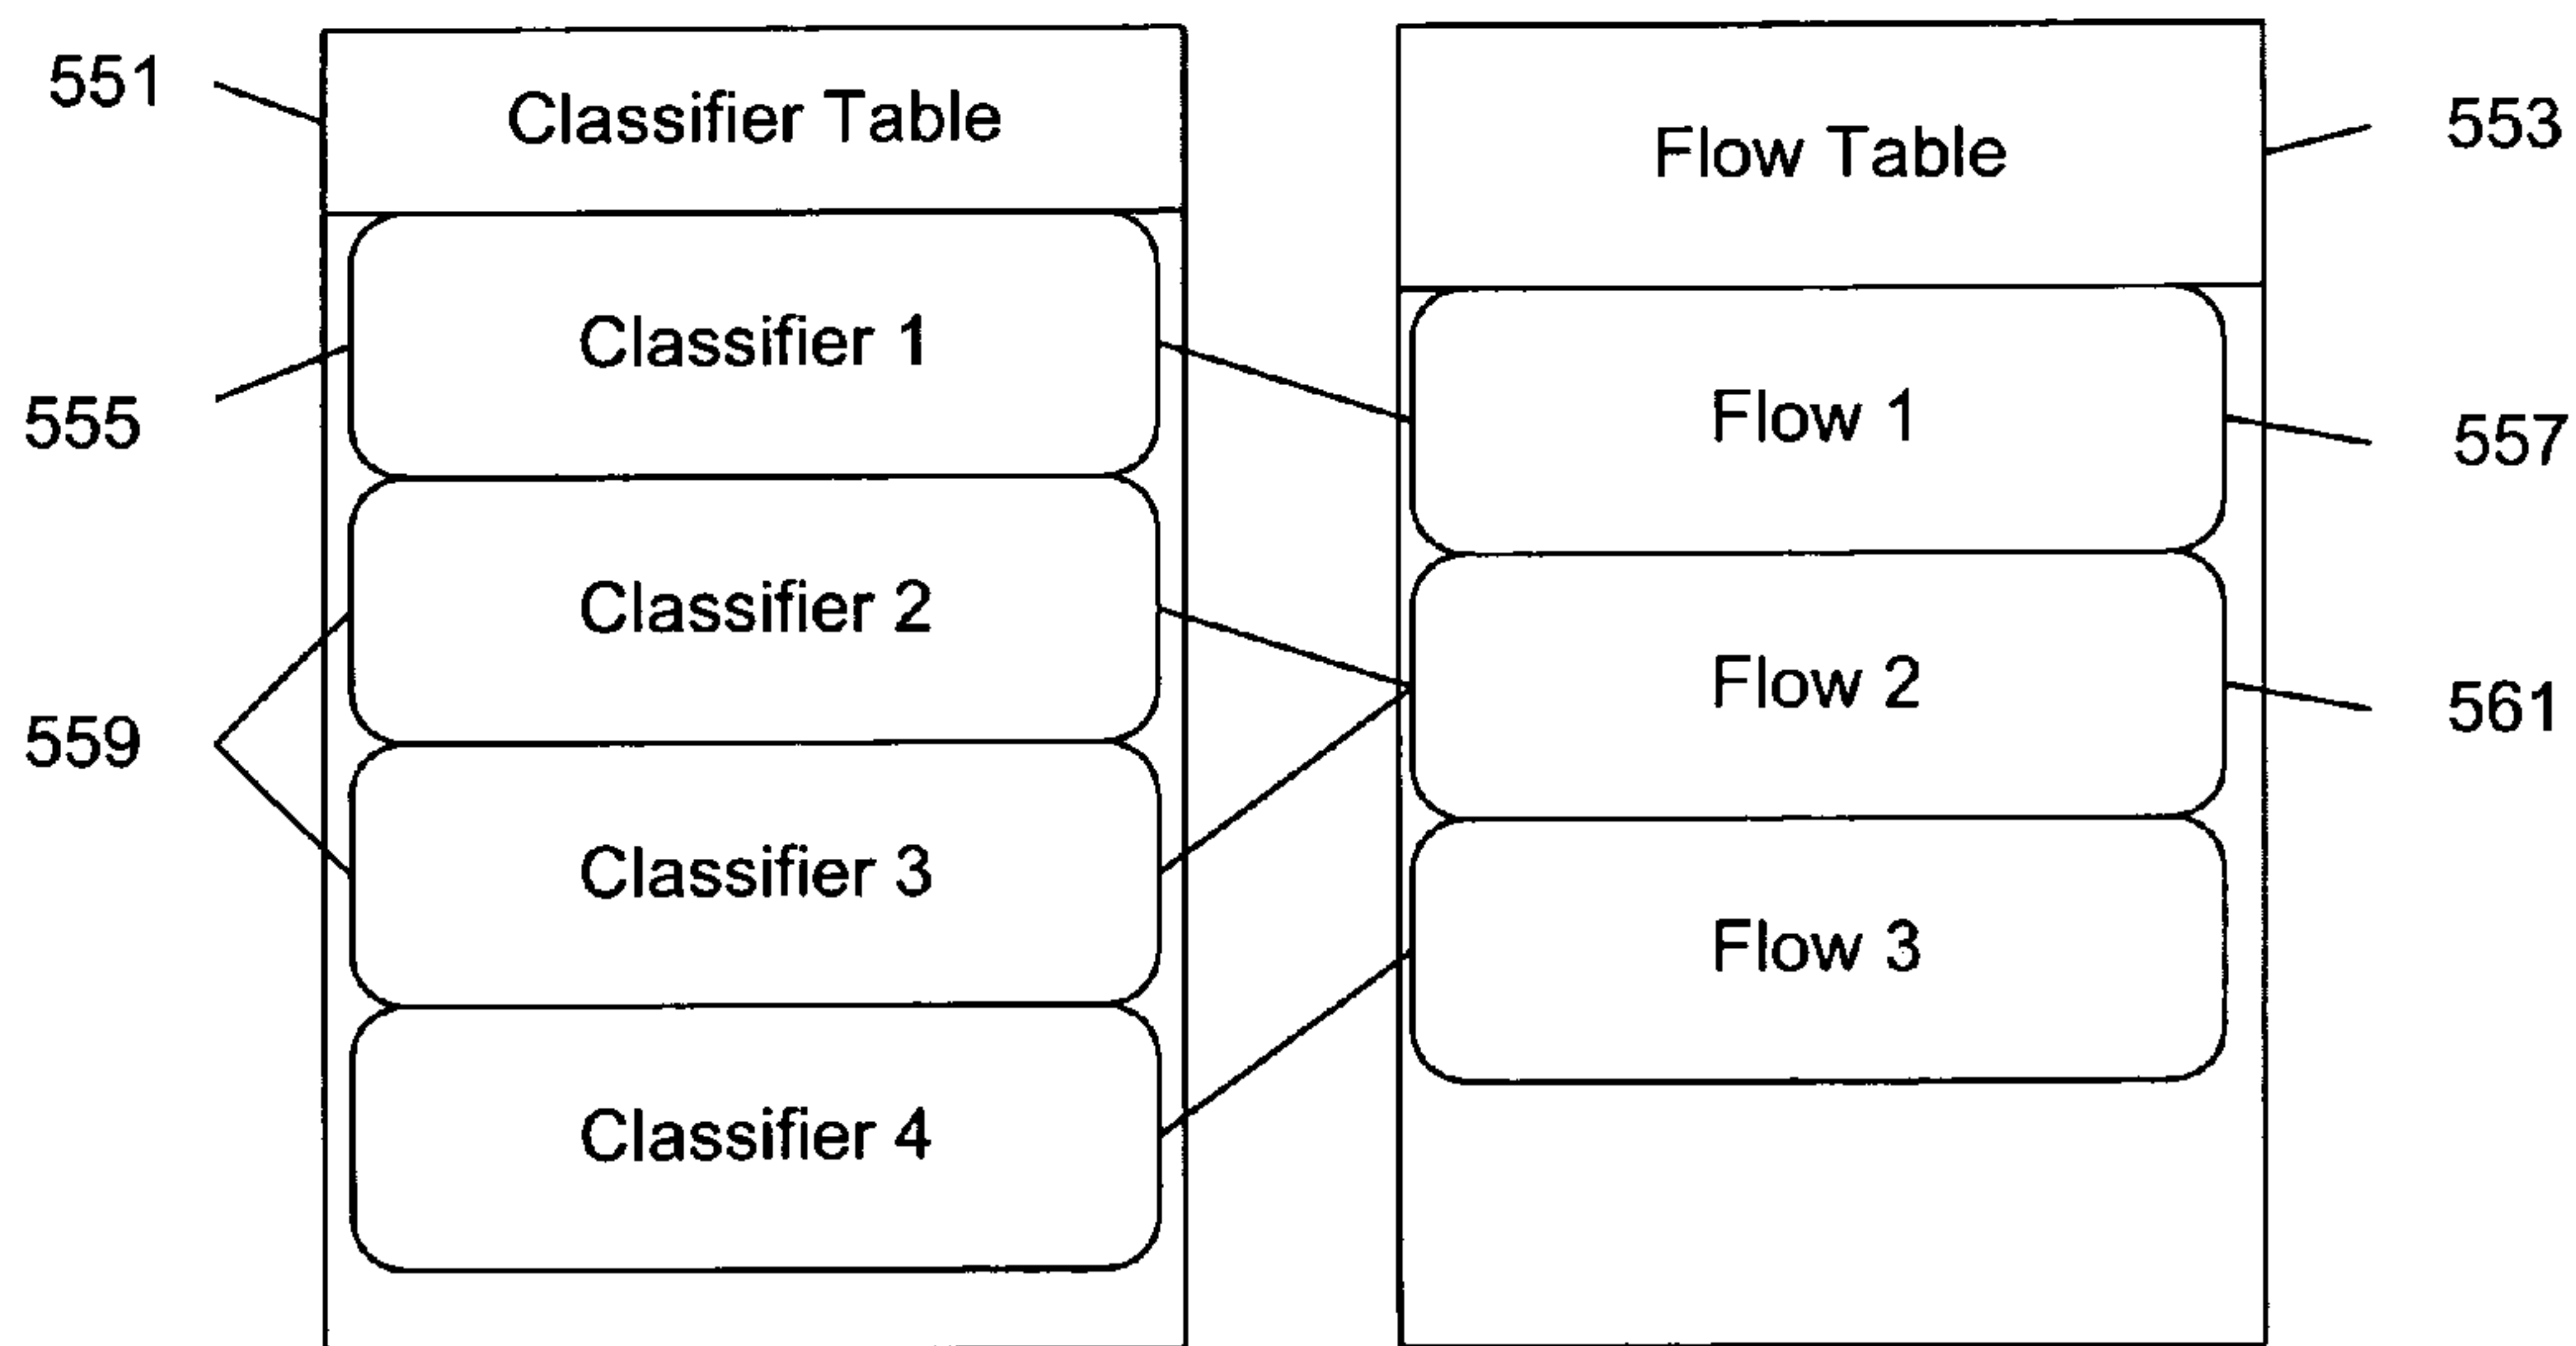 551
Classifier Table
Flow Table
553
Classifier 1
555
Flow 1
557
Classifier 2
559
Flow 2
561
Classifier 3
Flow 3
Classifier 4